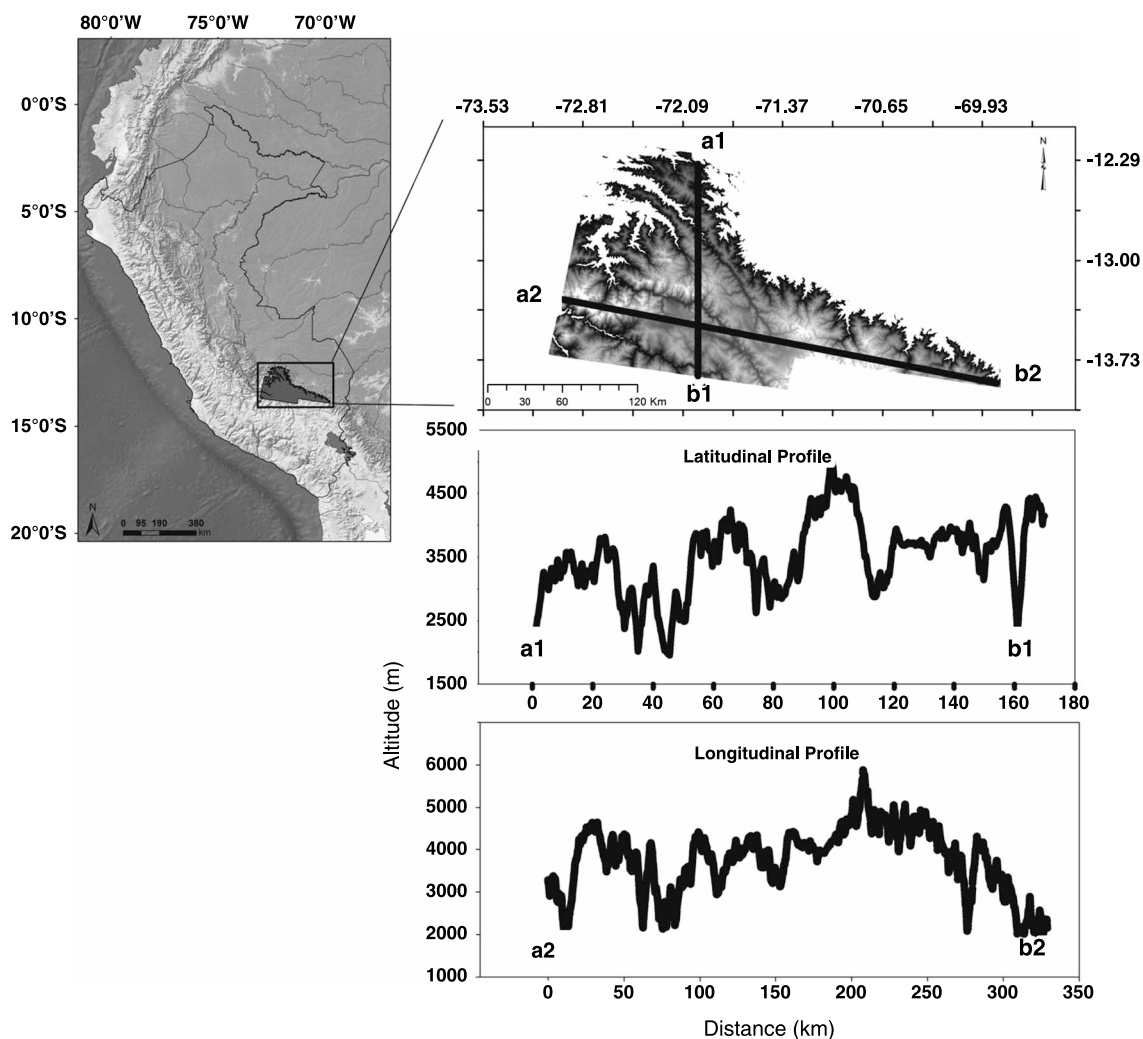 80°0'W 75°0'W 70°0'W
0°0'S
5°0'S
10°0'S
15°0'S
20°0'S
N
0 95 190 380
km
-73.53 -72.81 -72.09 -71.37 -70.65 -69.93
-12.29
-13.00
-13.73
N
a1
a2
b1
b2
0 30 60 120 Km
Altitude (m)
5500
4500
3500
2500
1500
Latitudinal Profile
a1
b1
0 20 40 60 80 100 120 140 160 180
6000
5000
4000
3000
2000
1000
Longitudinal Profile
a2
b2
0 50 100 150 200 250 300 350
Distance (km)